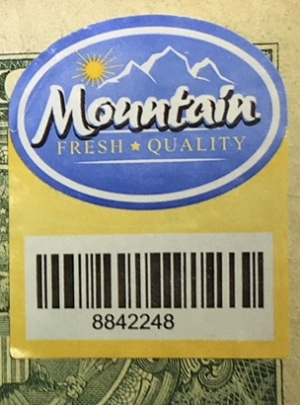 Mountain
FRESH ★ QUALITY
8842248